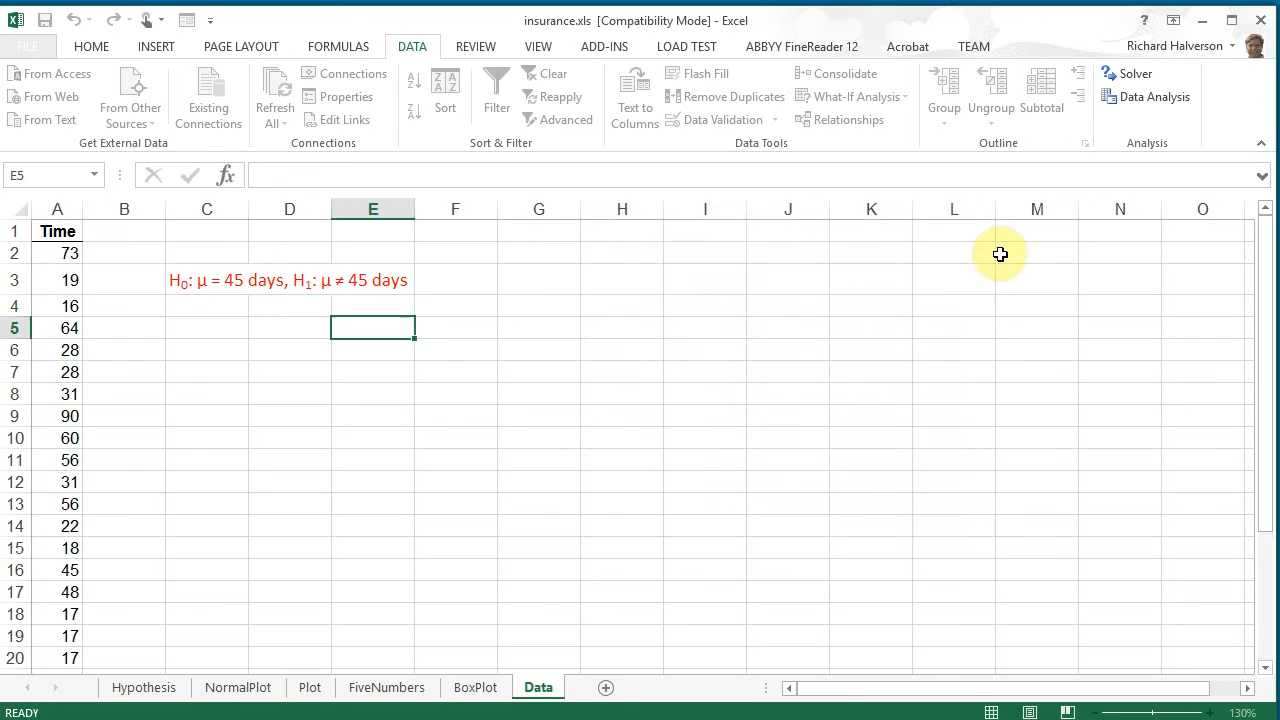 insurance.xls [Compatibility Mode] - Excel
FILE HOME INSERT PAGE LAYOUT FORMULAS DATA REVIEW VIEW ADD-INS LOAD TEST ABBYY FineReader 12 Acrobat TEAM Richard Halverson
From Access
From Web
From Text
From Other Sources
Existing Connections
Get External Data
Refresh All
Connections
Properties
Edit Links
Connections
Sort
Filter
Clear
Reapply
Advanced
Sort & Filter
Text to Columns
Flash Fill
Remove Duplicates
Data Validation
Consolidate
What-If Analysis
Relationships
Data Tools
Group
Ungroup
Subtotal
Outline
Solver
Data Analysis
Analysis
E5 fx
A B C D E F G H I J K L M N O
1 Time
2 73
3 19 H₀: μ = 45 days, H₁: μ ≠ 45 days
4 16
5 64
6 28
7 28
8 31
9 90
10 60
11 56
12 31
13 56
14 22
15 18
16 45
17 48
18 17
19 17
20 17
Hypothesis NormalPlot Plot FiveNumbers BoxPlot Data
READY 130%